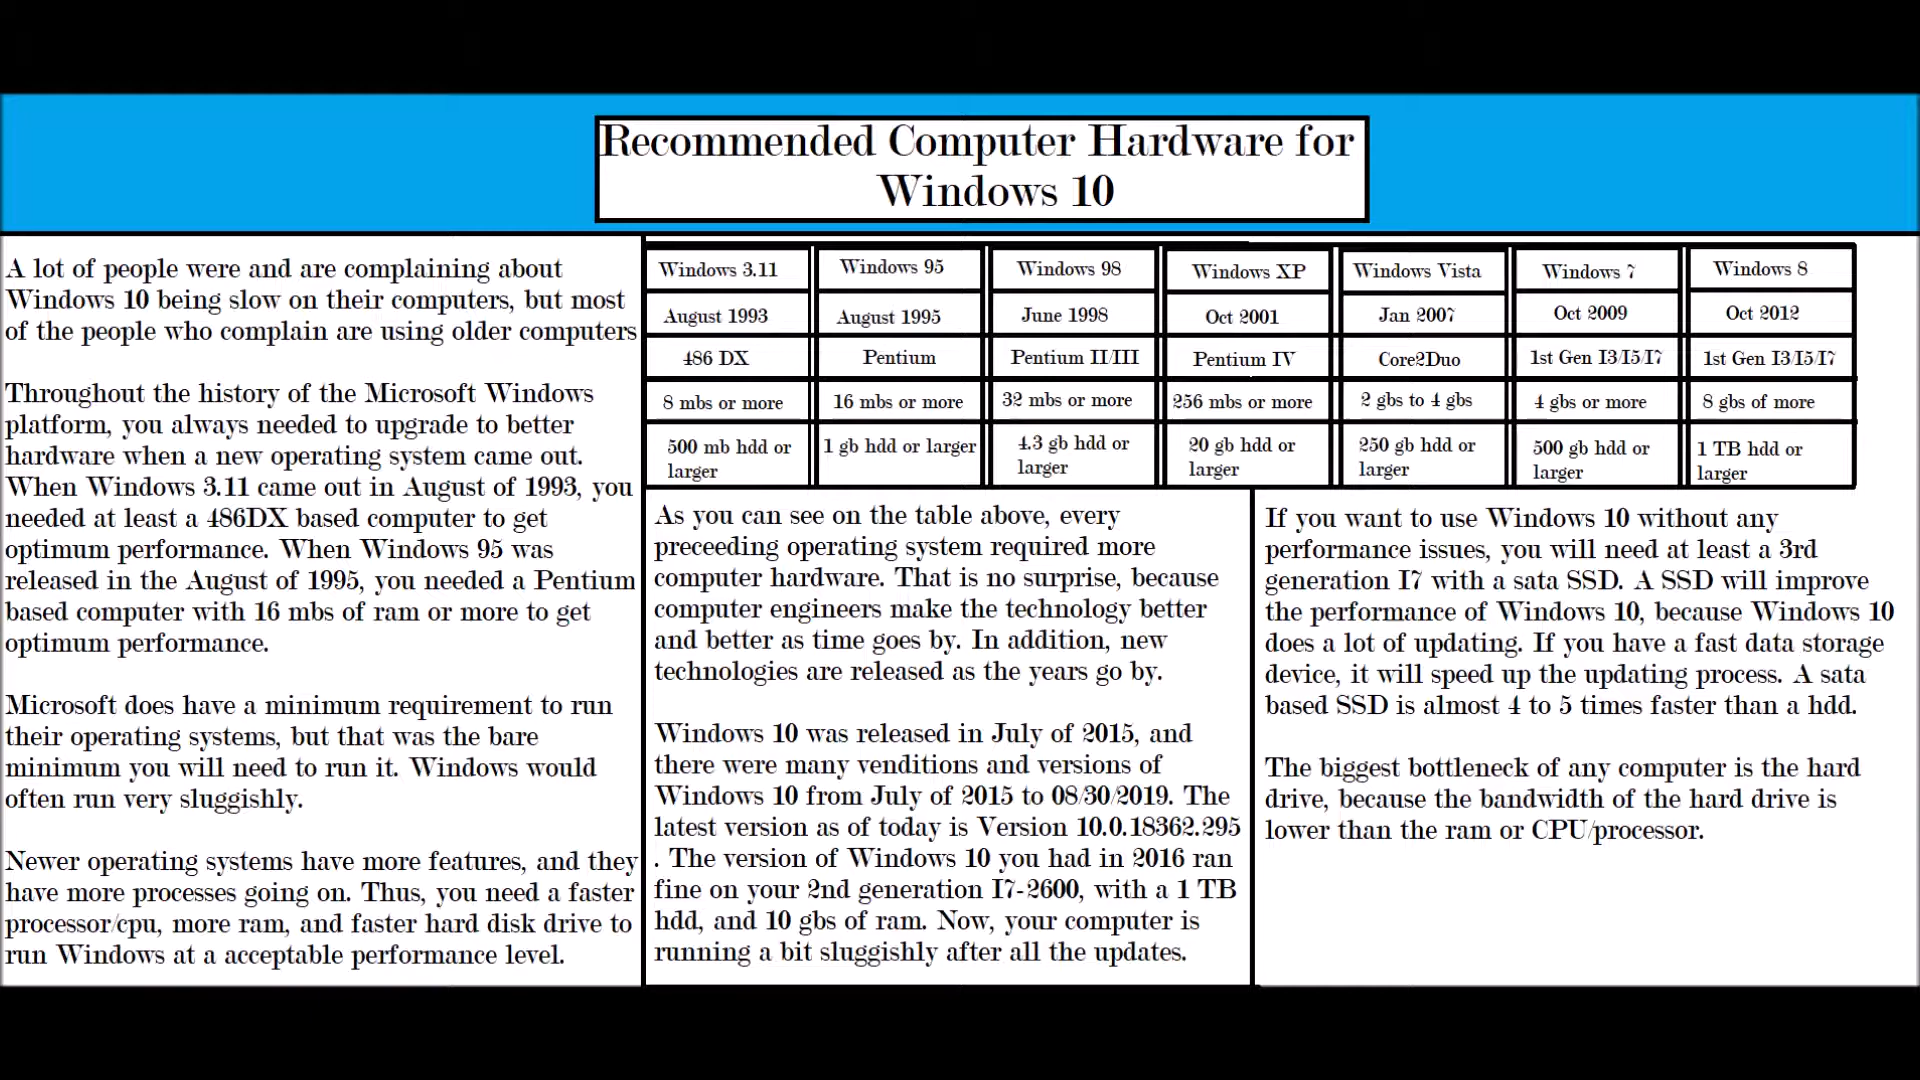 Recommended Computer Hardware for
Windows 10
A lot of people were and are complaining about
Windows 10 being slow on their computers, but most
of the people who complain are using older computers
Throughout the history of the Microsoft Windows
platform, you always needed to upgrade to better
hardware when a new operating system came out.
When Windows 3.11 came out in August of 1993, you
needed at least a 486DX based computer to get
optimum performance. When Windows 95 was
released in the August of 1995, you needed a Pentium
based computer with 16 mbs of ram or more to get
optimum performance.
Microsoft does have a minimum requirement to run
their operating systems, but that was the bare
minimum you will need to run it. Windows would
often run very sluggishly.
Newer operating systems have more features, and they
have more processes going on. Thus, you need a faster
processor/cpu, more ram, and faster hard disk drive to
run Windows at a acceptable performance level.
Windows 3.11 Windows 95 Windows 98 Windows XP Windows Vista Windows 7 Windows 8
August 1993 August 1995 June 1998 Oct 2001 Jan 2007 Oct 2009 Oct 2012
486 DX Pentium Pentium II/III Pentium IV Core2Duo 1st Gen I3/I5/I7 1st Gen I3/I5/I7
8 mbs or more 16 mbs or more 32 mbs or more 256 mbs or more 2 gbs to 4 gbs 4 gbs or more 8 gbs of more
500 mb hdd or 1 gb hdd or larger 4.3 gb hdd or 20 gb hdd or 250 gb hdd or 500 gb hdd or 1 TB hdd or
larger larger larger larger larger larger
As you can see on the table above, every
preceeding operating system required more
computer hardware. That is no surprise, because
computer engineers make the technology better
and better as time goes by. In addition, new
technologies are released as the years go by.
Windows 10 was released in July of 2015, and
there were many venditions and versions of
Windows 10 from July of 2015 to 08/30/2019. The
latest version as of today is Version 10.0.18362.295
. The version of Windows 10 you had in 2016 ran
fine on your 2nd generation I7-2600, with a 1 TB
hdd, and 10 gbs of ram. Now, your computer is
running a bit sluggishly after all the updates.
If you want to use Windows 10 without any
performance issues, you will need at least a 3rd
generation I7 with a sata SSD. A SSD will improve
the performance of Windows 10, because Windows 10
does a lot of updating. If you have a fast data storage
device, it will speed up the updating process. A sata
based SSD is almost 4 to 5 times faster than a hdd.
The biggest bottleneck of any computer is the hard
drive, because the bandwidth of the hard drive is
lower than the ram or CPU/processor.